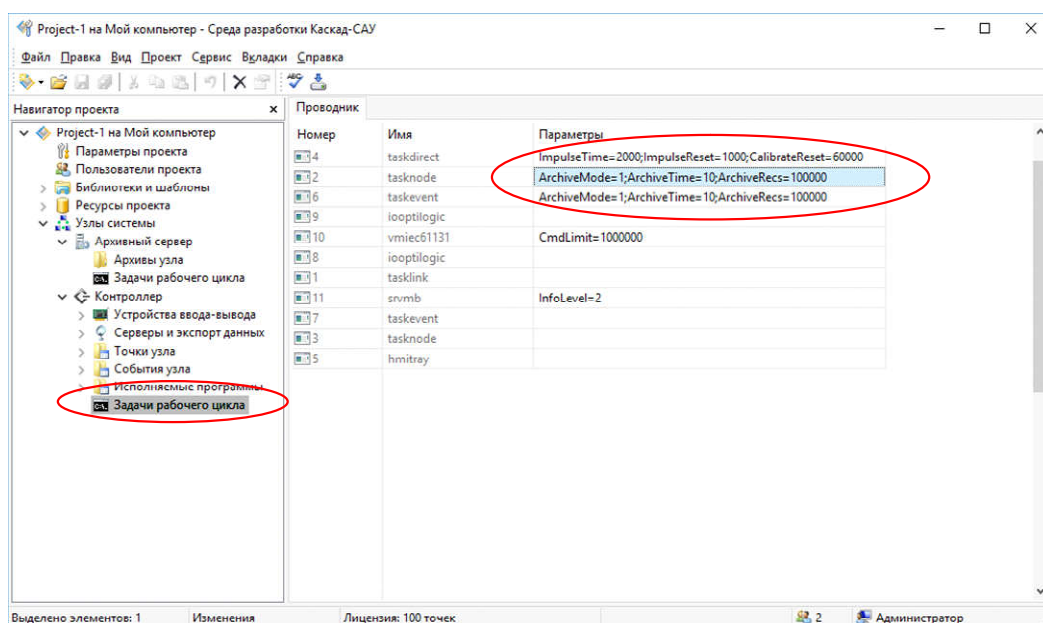 Project-1 на Мой компьютер - Среда разработки Каскад-САУ
Файл Правка Вид Проект Сервис Вкладки Справка
ABC
Навигатор проекта x
Проводник
Project-1 на Мой компьютер
Параметры проекта
Пользователи проекта
Библиотеки и шаблоны
Ресурсы проекта
Узлы системы
Архивный сервер
Архивы узла
Задачи рабочего цикла
Контроллер
Устройства ввода-вывода
Серверы и экспорт данных
Точки узла
События узла
Исполняемые программы
Задачи рабочего цикла
Номер Имя Параметры
4 taskdirect ImpulseTime=2000;ImpulseReset=1000;CalibrateReset=60000
2 tasknode ArchiveMode=1;ArchiveTime=10;ArchiveRecs=100000
6 taskevent ArchiveMode=1;ArchiveTime=10;ArchiveRecs=100000
9 iooptilogic
10 vmiec61131 CmdLimit=1000000
8 iooptilogic
1 tasklink
11 srvmb InfoLevel=2
7 taskevent
3 tasknode
5 hmitray
Выделено элементов: 1 Изменения Лицензия: 100 точек 2 Администратор